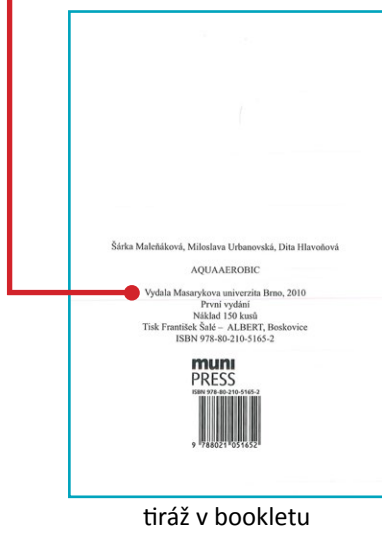 Šárka Maleňáková, Miloslava Urbanovská, Dita Hlavoňová
AQUAAEROBIC
Vydala Masarykova univerzita Brno, 2010
První vydání
Náklad 150 kusů
Tisk František Šalé – ALBERT, Boskovice
ISBN 978-80-210-5165-2
muni
PRESS
ISBN 978-80-210-5165-2
9 788021 051652
tiráž v bookletu